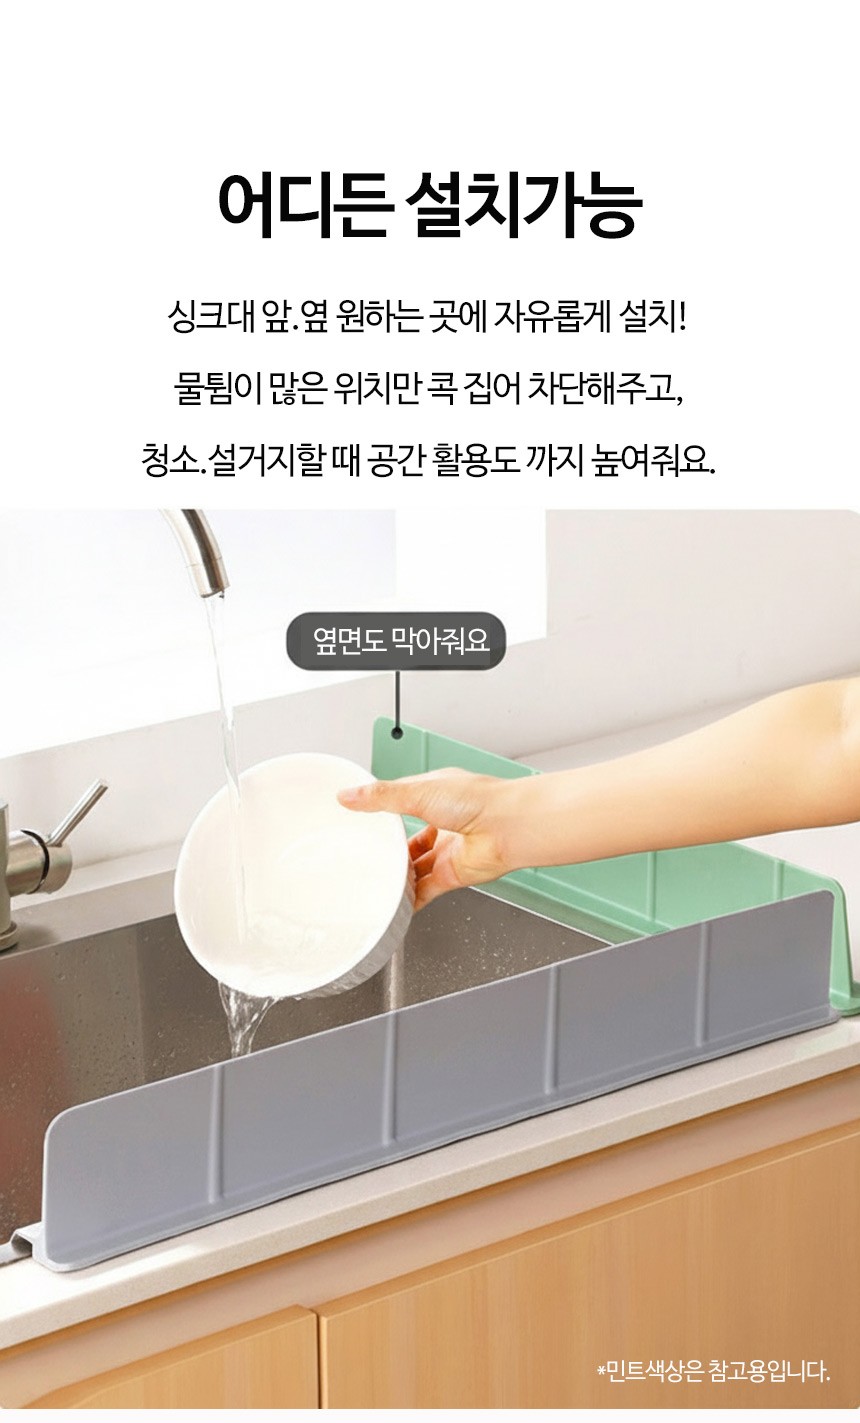 어디든 설치가능
싱크대 앞.옆 원하는 곳에 자유롭게 설치!
물튐이 많은 위치만 콕 집어 차단해주고,
청소.설거지할 때 공간 활용도 까지 높여줘요.
옆면도 막아줘요
*민트색상은 참고용입니다.